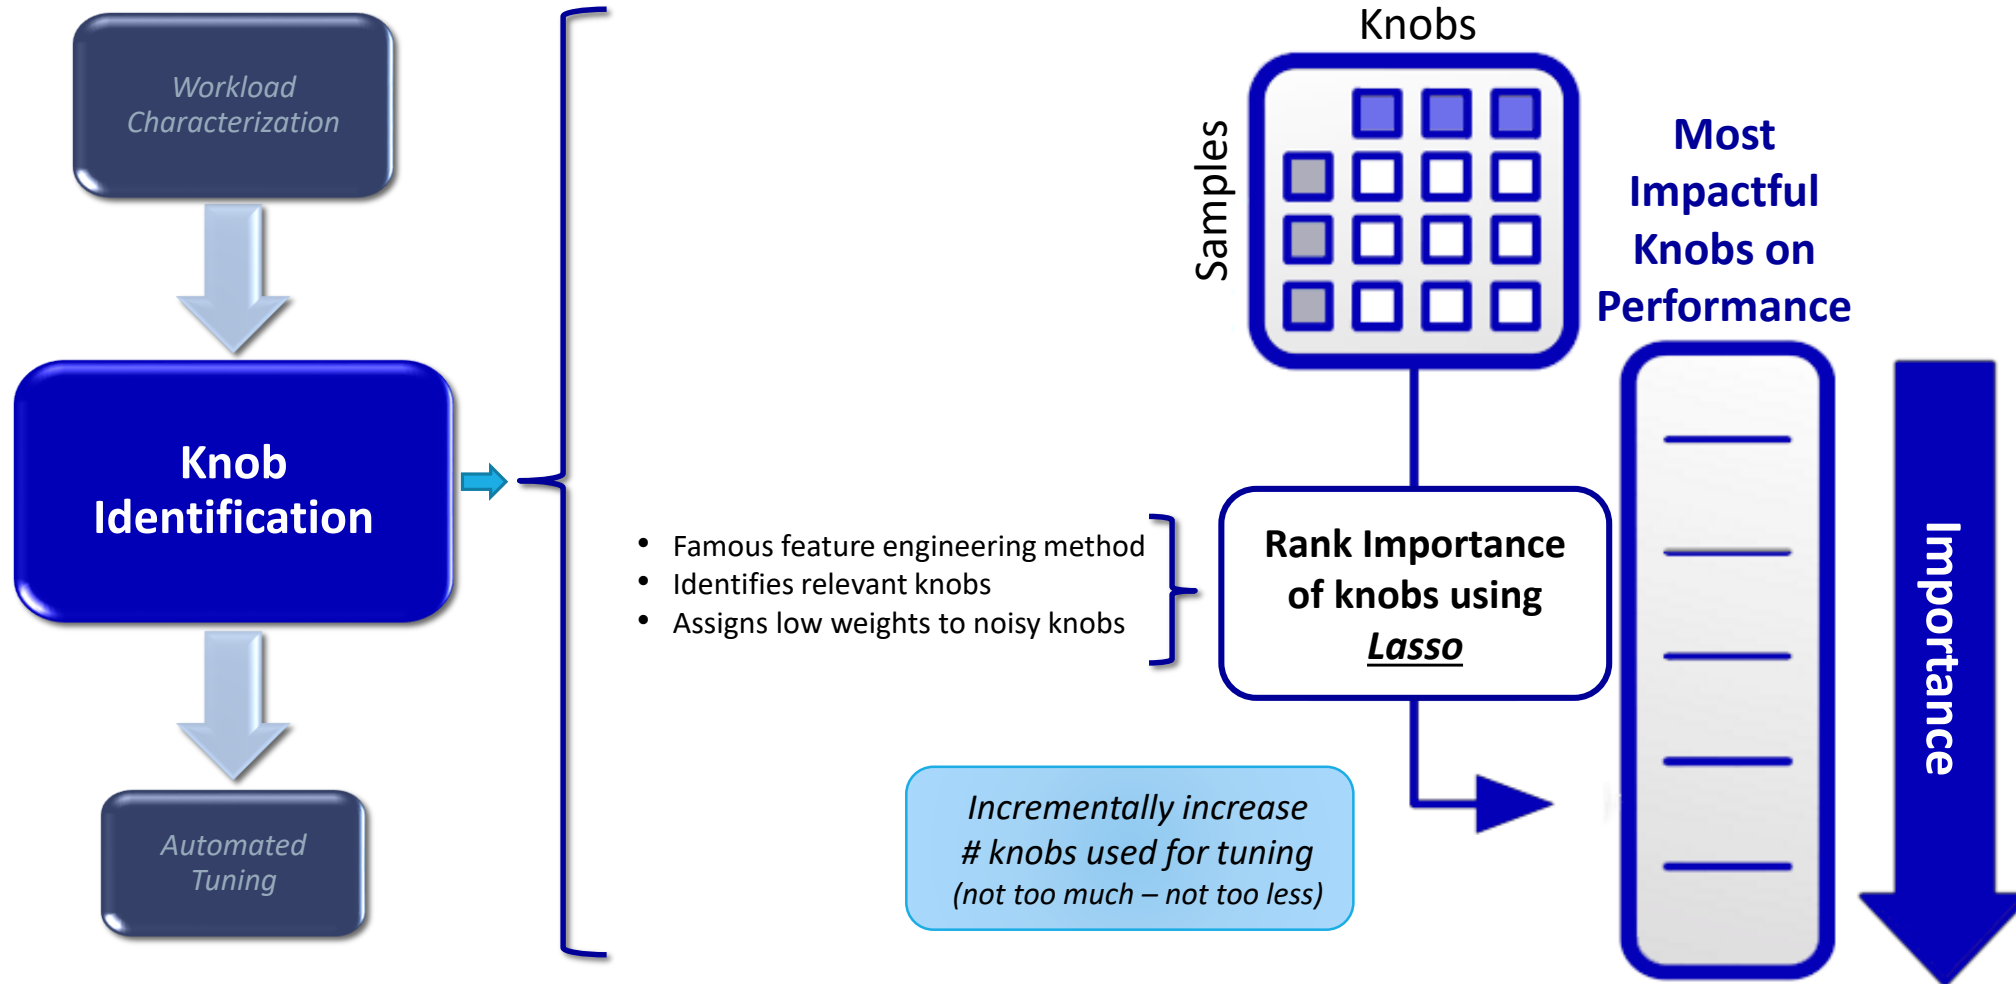 Workload
Characterization
Knob
Identification
Automated
Tuning
• Famous feature engineering method
• Identifies relevant knobs
• Assigns low weights to noisy knobs
Knobs
Samples
Rank Importance
of knobs using
Lasso
Incrementally increase
# knobs used for tuning
(not too much – not too less)
Most
Impactful
Knobs on
Performance
Importance